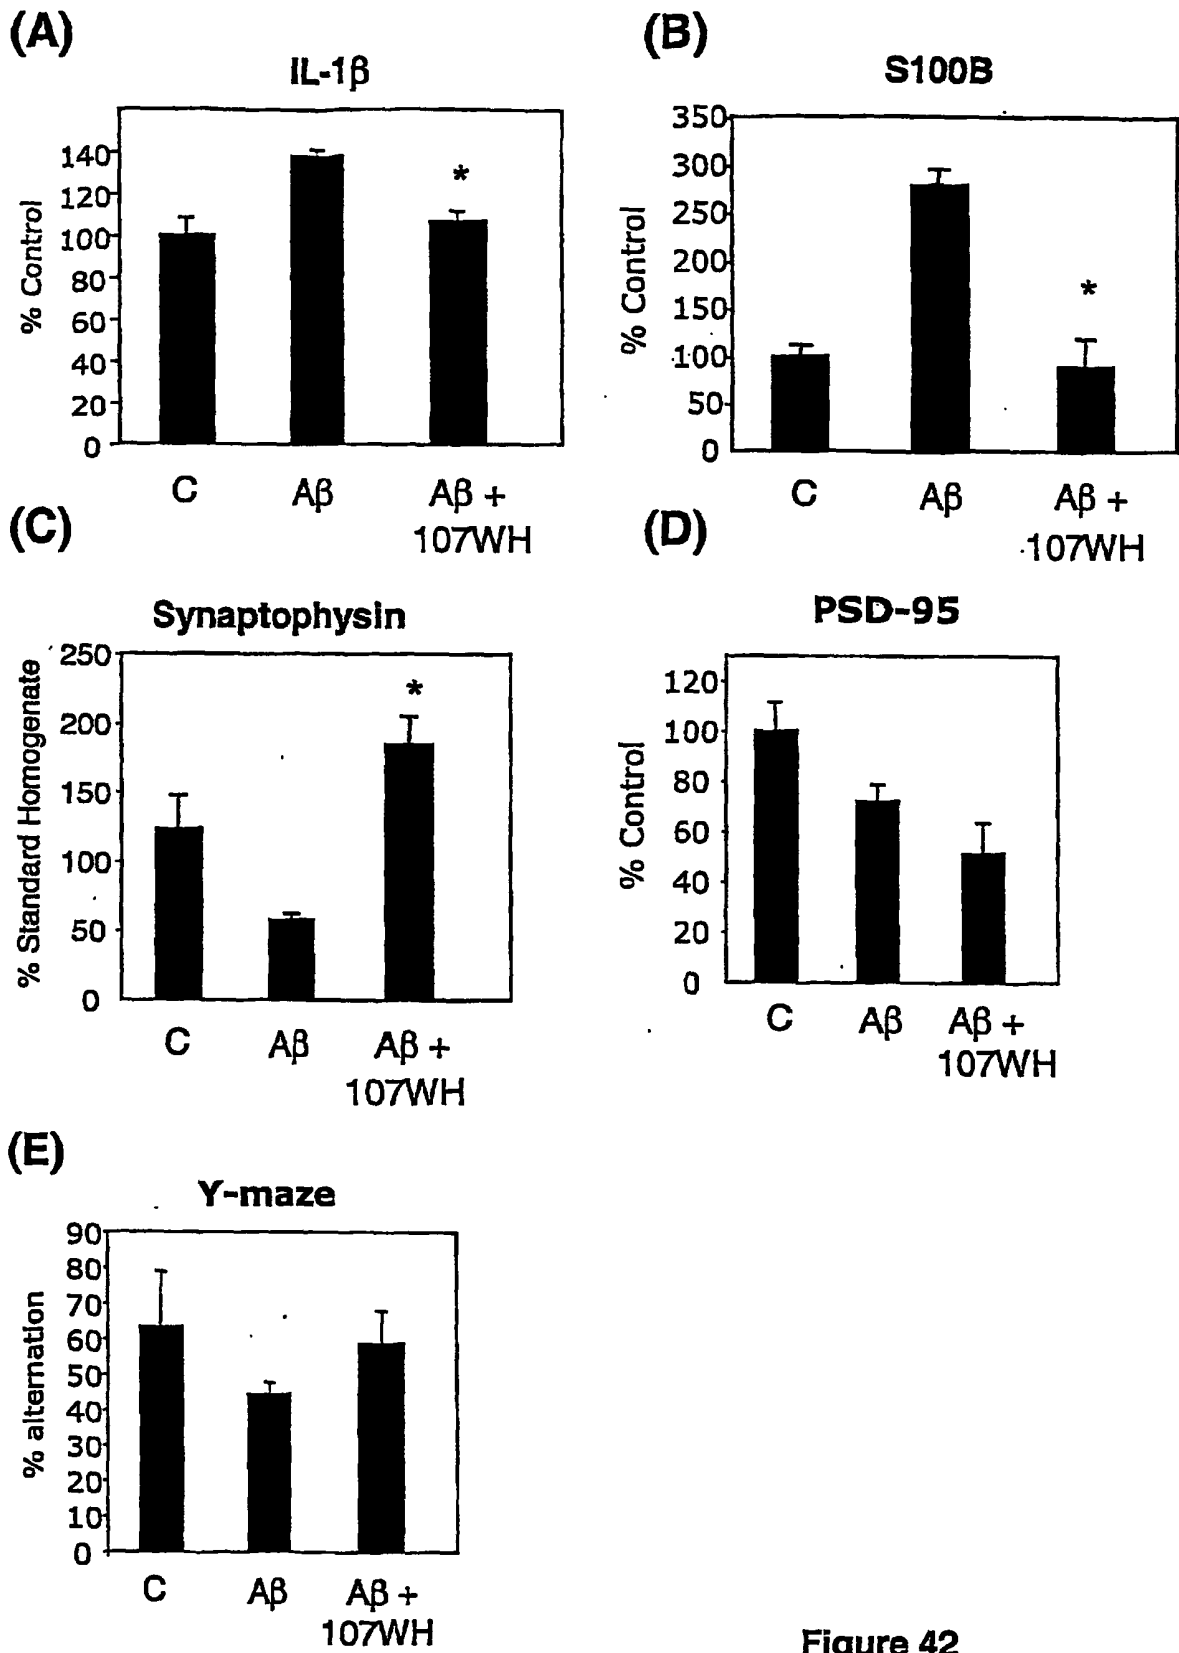 (A)
IL-1β
% Control
140
120
100
80
60
40
20
0
*
C
Aβ
Aβ +
107WH
(B)
S100B
% Control
350
300
250
200
150
100
50
0
*
C
Aβ
Aβ +
107WH
(C)
Synaptophysin
% Standard Homogenate
250
200
150
100
50
0
*
C
Aβ
Aβ +
107WH
(D)
PSD-95
% Control
120
100
80
60
40
20
0
C
Aβ
Aβ +
107WH
(E)
Y-maze
% alternation
90
80
70
60
50
40
30
20
10
0
C
Aβ
Aβ +
107WH
Figure 42